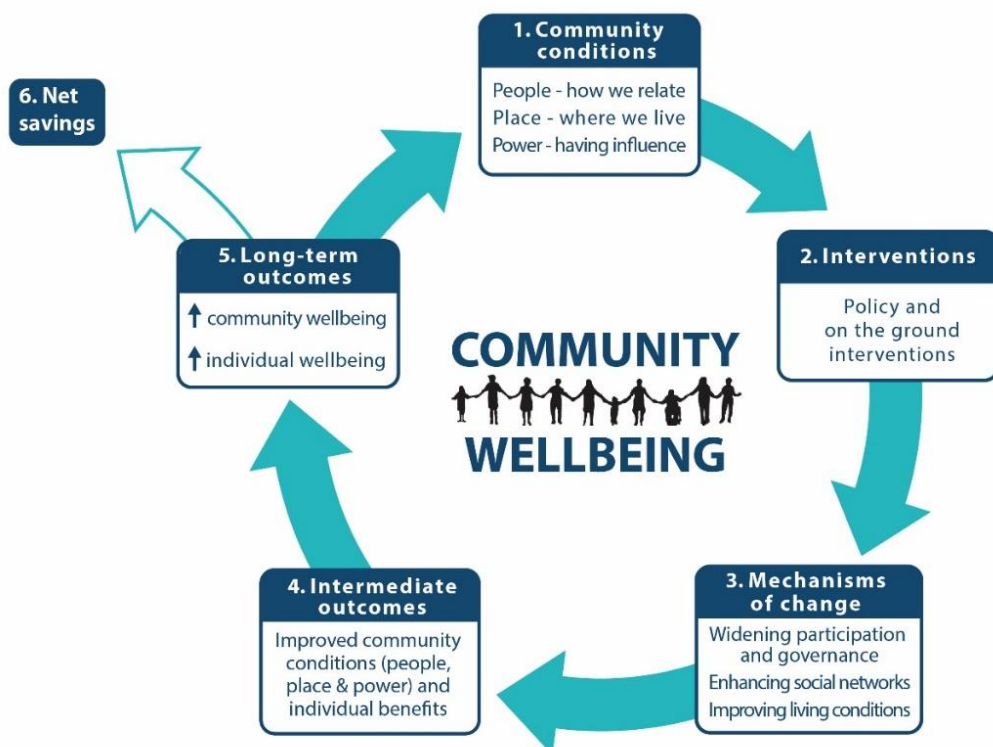 1. Community
conditions
People - how we relate
Place - where we live
Power - having influence
2. Interventions
Policy and
on the ground
interventions
3. Mechanisms
of change
Widening participation
and governance
Enhancing social networks
Improving living conditions
4. Intermediate
outcomes
Improved community
conditions (people,
place & power) and
individual benefits
5. Long-term
outcomes
community wellbeing
individual wellbeing
6. Net
savings
COMMUNITY
WELLBEING